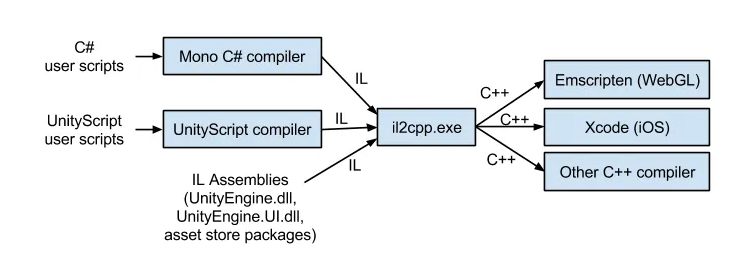 C#
user scripts
Mono C# compiler
IL
UnityScript
user scripts
UnityScript compiler
IL
IL Assemblies
(UnityEngine.dll,
UnityEngine.UI.dll,
asset store packages)
IL
il2cpp.exe
C++
Emscripten (WebGL)
C++
Xcode (iOS)
C++
Other C++ compiler